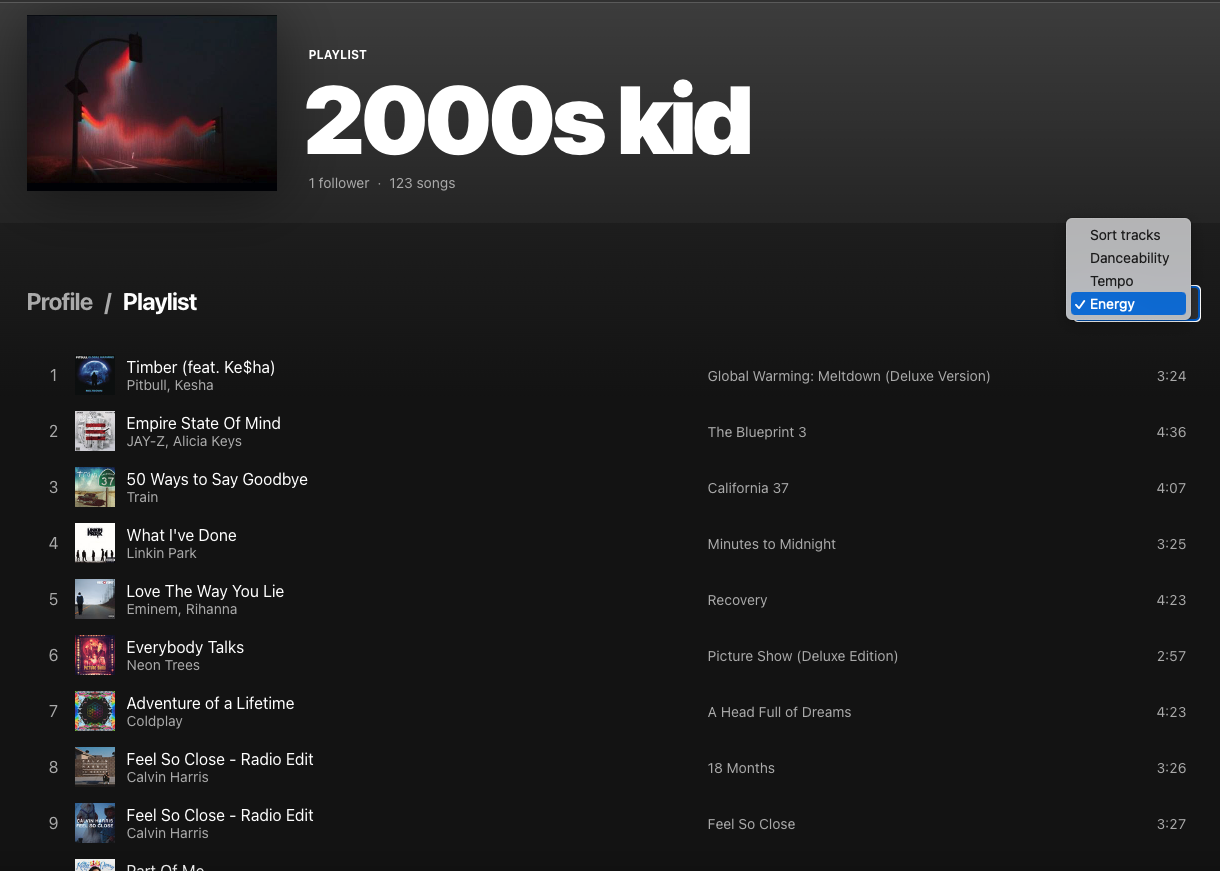 PLAYLIST
2000s kid
1 follower · 123 songs
Sort tracks
Danceability
Tempo
✓ Energy
Profile / Playlist
1
Timber (feat. Ke$ha)
Pitbull, Kesha
Global Warming: Meltdown (Deluxe Version)
3:24
2
Empire State Of Mind
JAY-Z, Alicia Keys
The Blueprint 3
4:36
3
50 Ways to Say Goodbye
Train
California 37
4:07
4
What I've Done
Linkin Park
Minutes to Midnight
3:25
5
Love The Way You Lie
Eminem, Rihanna
Recovery
4:23
6
Everybody Talks
Neon Trees
Picture Show (Deluxe Edition)
2:57
7
Adventure of a Lifetime
Coldplay
A Head Full of Dreams
4:23
8
Feel So Close - Radio Edit
Calvin Harris
18 Months
3:26
9
Feel So Close - Radio Edit
Calvin Harris
Feel So Close
3:27
Part Of Me